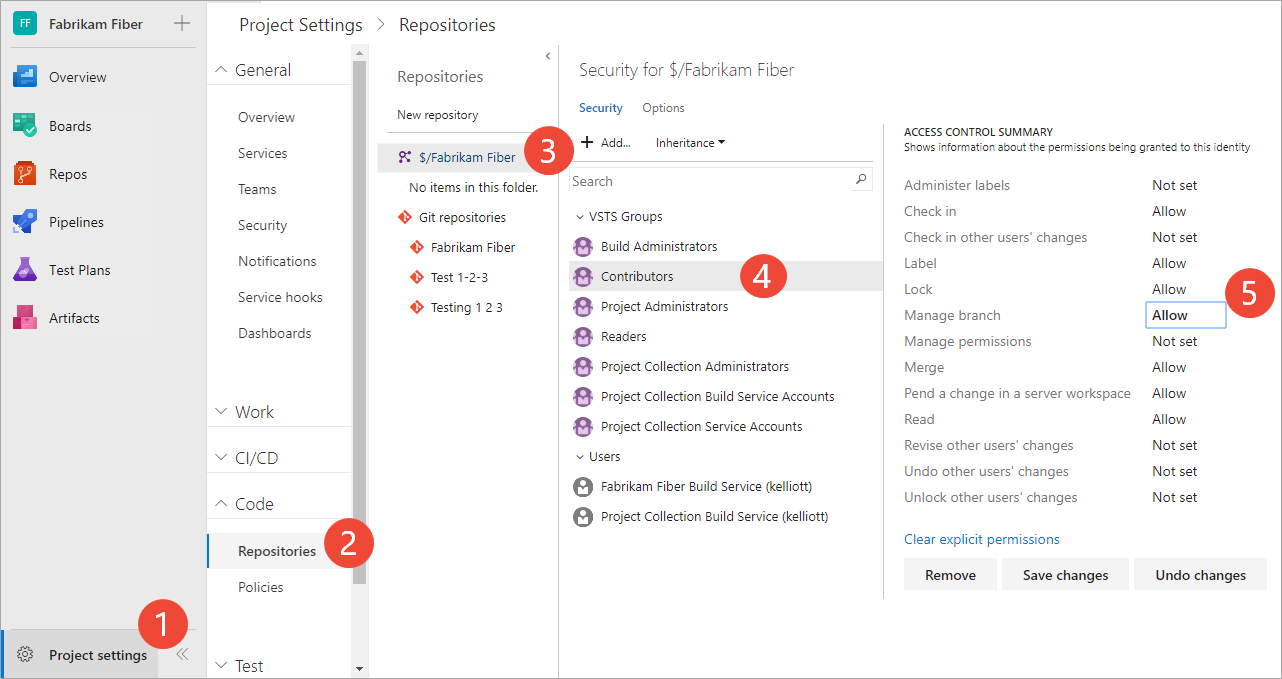 FF Fabrikam Fiber
Overview
Boards
Repos
Pipelines
Test Plans
Artifacts
1
Project settings
Project Settings > Repositories
General
Overview
Services
Teams
Security
Notifications
Service hooks
Dashboards
Work
CI/CD
Code
Repositories
2
Policies
Test
Repositories
New repository
$/Fabrikam Fiber
3
No items in this folder.
Git repositories
Fabrikam Fiber
Test 1-2-3
Testing 1 2 3
Security for $/Fabrikam Fiber
Security Options
Add... Inheritance
Search
VSTS Groups
Build Administrators
Contributors
4
Project Administrators
Readers
Project Collection Administrators
Project Collection Build Service Accounts
Project Collection Service Accounts
Users
Fabrikam Fiber Build Service (kelliott)
Project Collection Build Service (kelliott)
ACCESS CONTROL SUMMARY
Shows information about the permissions being granted to this identity
Administer labels Not set
Check in Allow
Check in other users' changes Not set
Label Allow
Lock Allow
5
Manage branch Allow
Manage permissions Not set
Merge Allow
Pend a change in a server workspace Allow
Read Allow
Revise other users' changes Not set
Undo other users' changes Not set
Unlock other users' changes Not set
Clear explicit permissions
Remove Save changes Undo changes